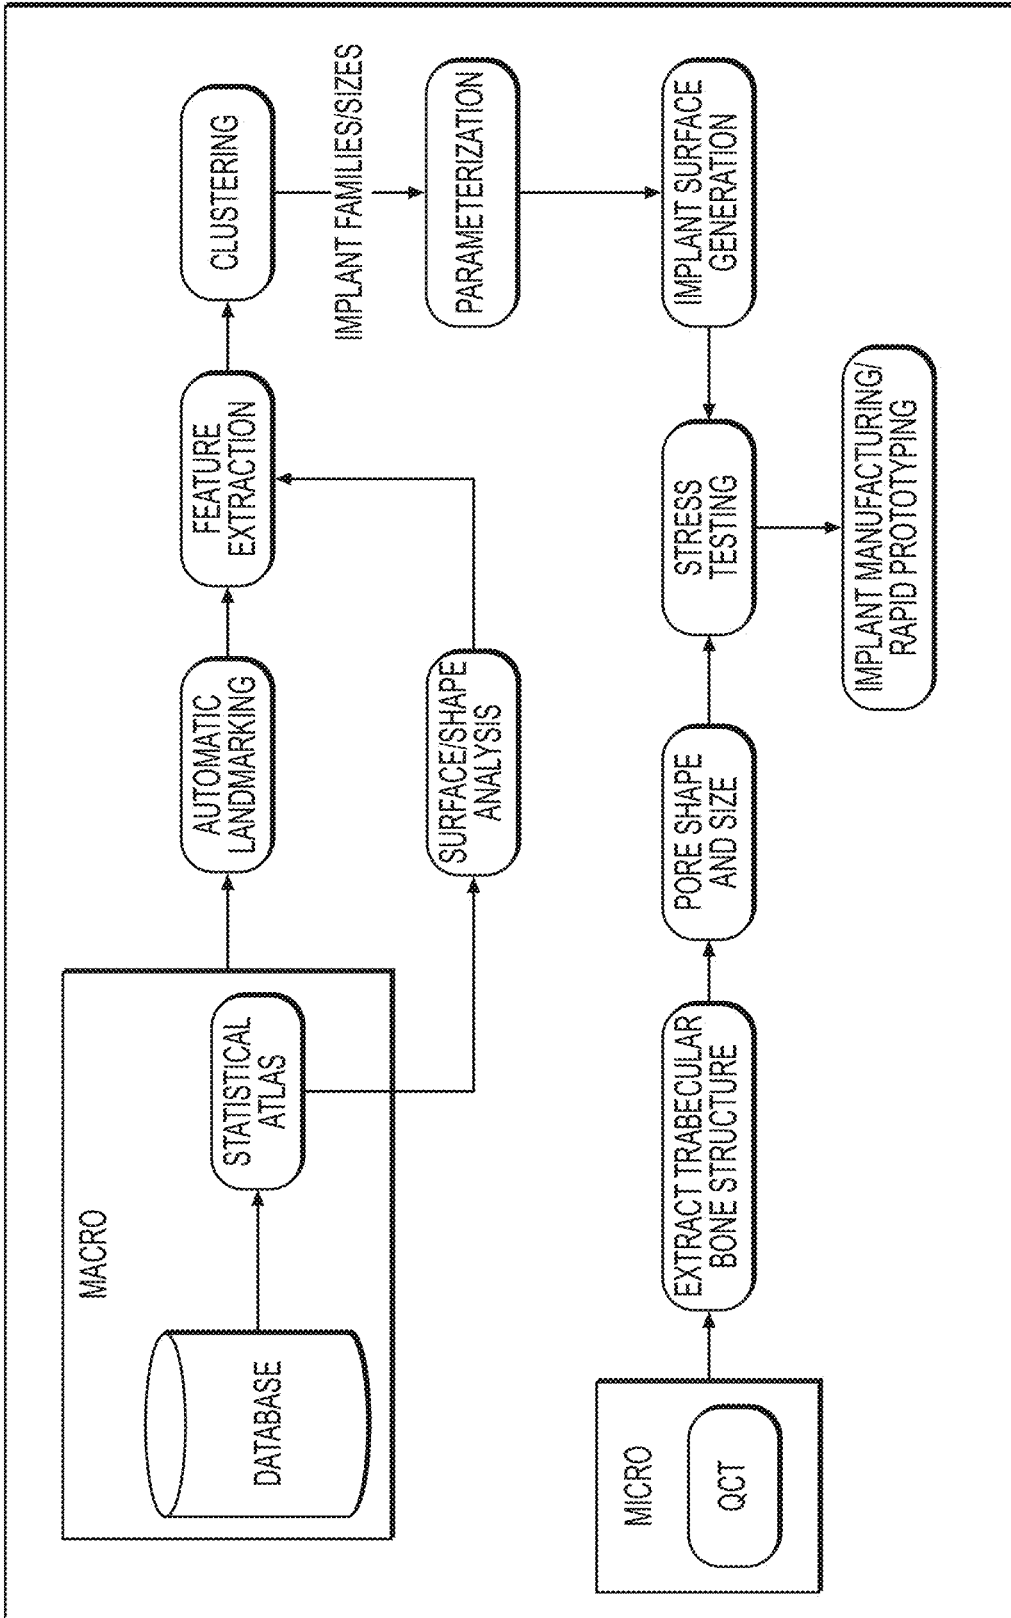 MACRO
DATABASE
STATISTICAL
ATLAS
AUTOMATIC
LANDMARKING
FEATURE
EXTRACTION
CLUSTERING
SURFACE/SHAPE
ANALYSIS
IMPLANT FAMILIES/SIZES
PARAMETERIZATION
MICRO
QCT
EXTRACT TRABECULAR
BONE STRUCTURE
PORE SHAPE
AND SIZE
STRESS
TESTING
IMPLANT SURFACE
GENERATION
IMPLANT MANUFACTURING/
RAPID PROTOTYPING